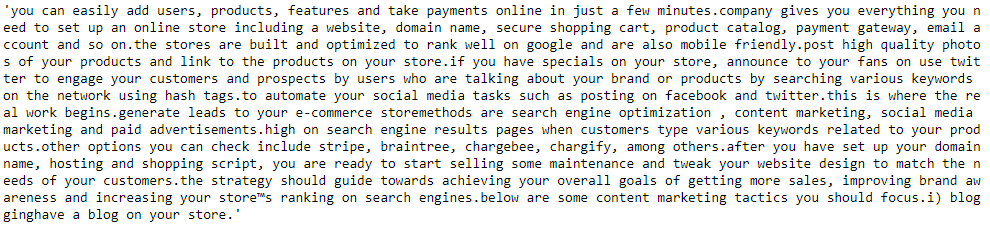 'you can easily add users, products, features and take payments online in just a few minutes.company gives you everything you n
eed to set up an online store including a website, domain name, secure shopping cart, product catalog, payment gateway, email a
ccount and so on.the stores are built and optimized to rank well on google and are also mobile friendly.post high quality photo
s of your products and link to the products on your store.if you have specials on your store, announce to your fans on use twit
ter to engage your customers and prospects by users who are talking about your brand or products by searching various keywords
on the network using hash tags.to automate your social media tasks such as posting on facebook and twitter.this is where the re
al work begins.generate leads to your e-commerce storemethods are search engine optimization , content marketing, social media
marketing and paid advertisements.high on search engine results pages when customers type various keywords related to your prod
ucts.other options you can check include stripe, braintree, chargebee, chargify, among others.after you have set up your domain
name, hosting and shopping script, you are ready to start selling some maintenance and tweak your website design to match the n
eeds of your customers.the strategy should guide towards achieving your overall goals of getting more sales, improving brand aw
areness and increasing your store™s ranking on search engines.below are some content marketing tactics you should focus.i) blog
ginghave a blog on your store.'